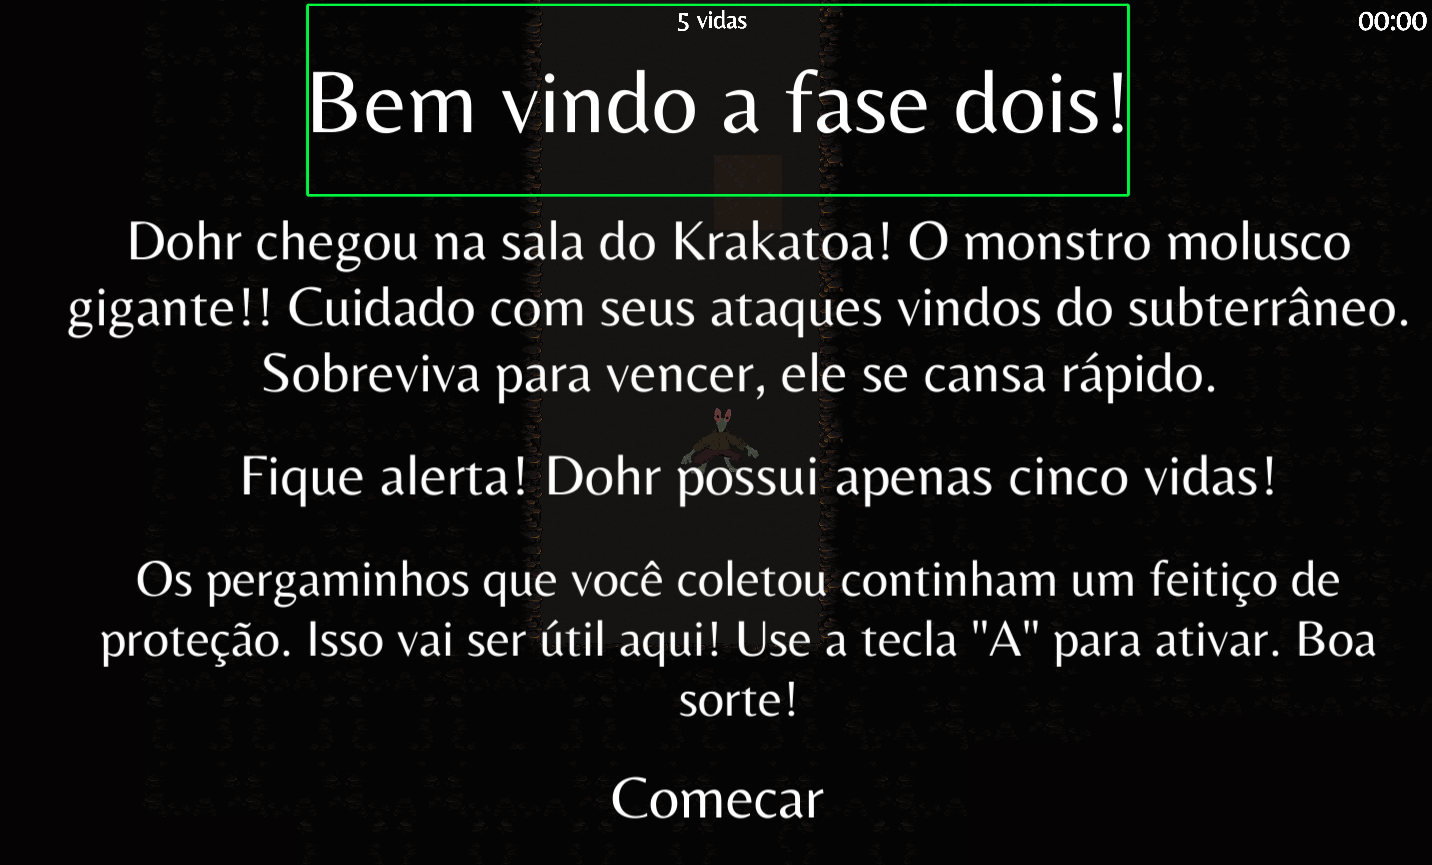 5 vidas
00:00
Bem vindo a fase dois!
Dohr chegou na sala do Krakatoa! O monstro molusco
gigante!! Cuidado com seus ataques vindos do subterrâneo.
Sobreviva para vencer, ele se cansa rápido.
Fique alerta! Dohr possui apenas cinco vidas!
Os pergaminhos que você coletou continham um feitiço de
proteção. Isso vai ser útil aqui! Use a tecla "A" para ativar. Boa
sorte!
Comecar